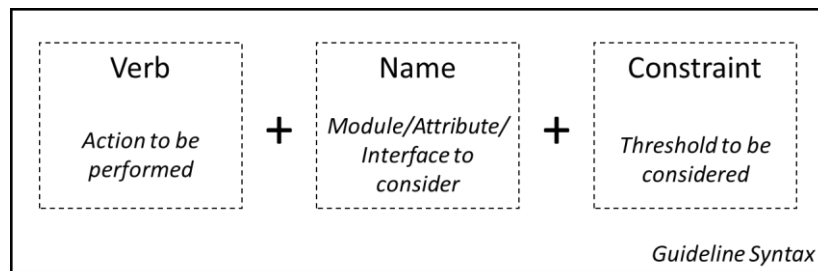 Verb
Action to be
performed
+
Name
Module/Attribute/
Interface to
consider
+
Constraint
Threshold to be
considered
Guideline Syntax